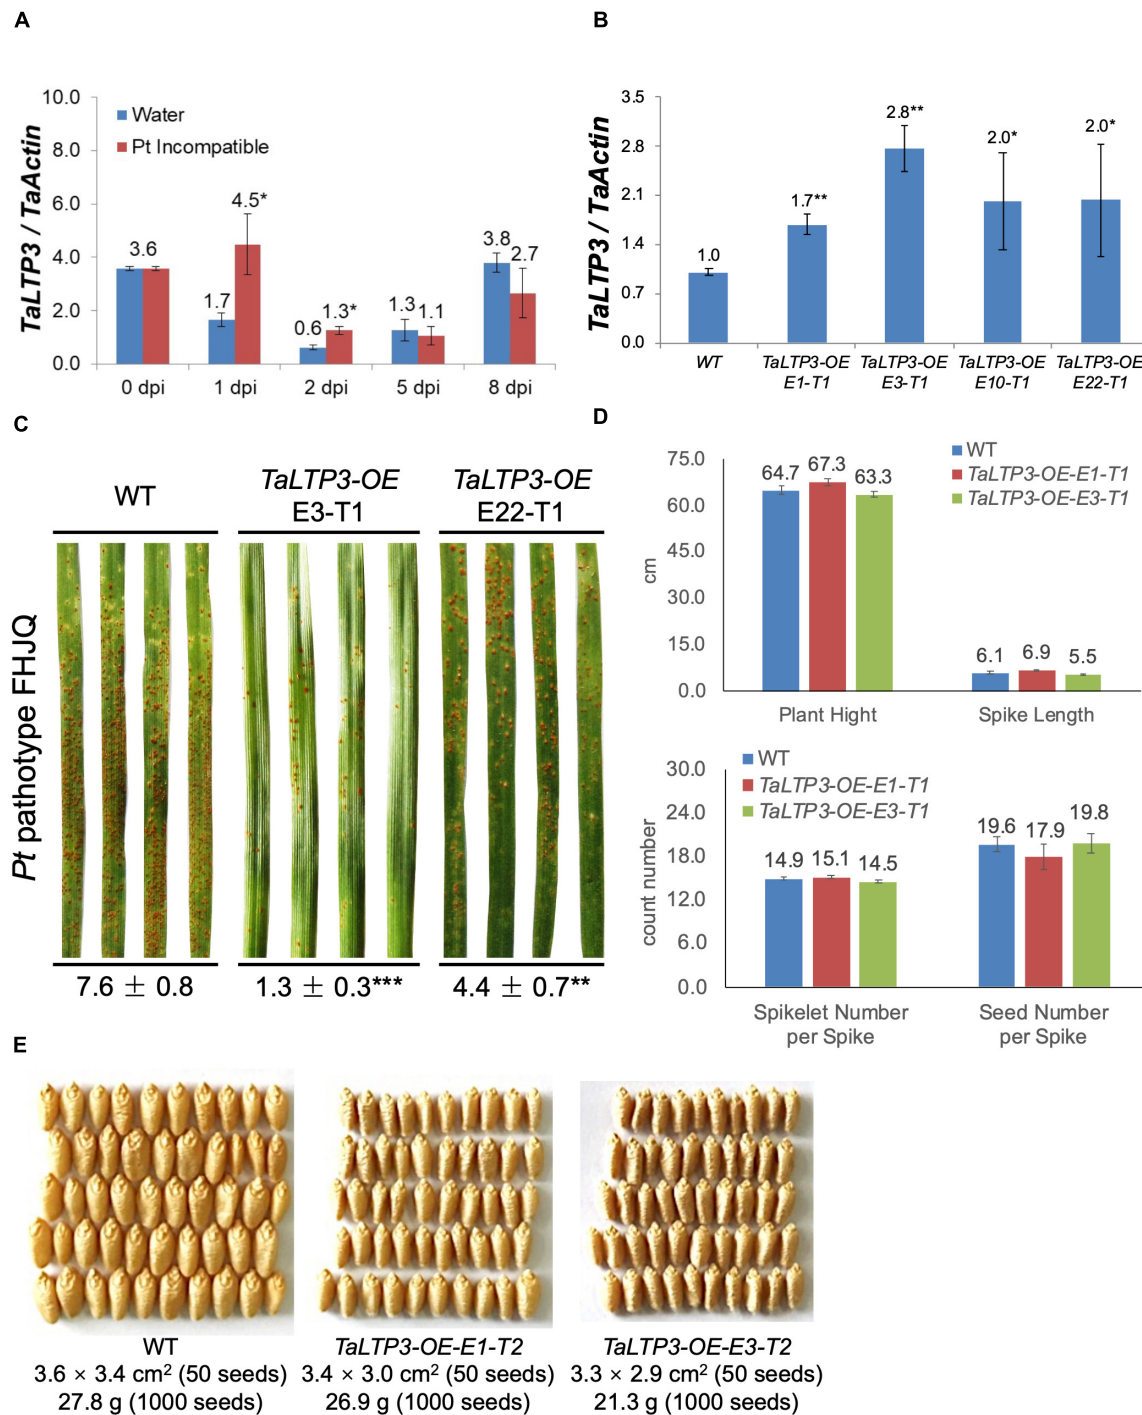 A
TaLTP3 / TaActin
10.0
8.0
6.0
4.0
2.0
0.0
Water
Pt Incompatible
3.6
1.7
4.5*
0.6
1.3*
1.3
1.1
3.8
2.7
0 dpi
1 dpi
2 dpi
5 dpi
8 dpi
B
TaLTP3 / TaActin
3.5
2.8
2.1
1.4
0.7
0.0
1.0
1.7**
2.8**
2.0*
2.0*
WT
TaLTP3-OE
E1-T1
TaLTP3-OE
E3-T1
TaLTP3-OE
E10-T1
TaLTP3-OE
E22-T1
C
Pt pathotype FHJQ
WT
TaLTP3-OE
E3-T1
TaLTP3-OE
E22-T1
7.6 ± 0.8
1.3 ± 0.3***
4.4 ± 0.7**
D
WT
TaLTP3-OE-E1-T1
TaLTP3-OE-E3-T1
cm
75.0
60.0
45.0
30.0
15.0
0.0
64.7
67.3
63.3
6.1
6.9
5.5
Plant Hight
Spike Length
WT
TaLTP3-OE-E1-T1
TaLTP3-OE-E3-T1
count number
30.0
24.0
18.0
12.0
6.0
0.0
14.9
15.1
14.5
19.6
17.9
19.8
Spikelet Number
per Spike
Seed Number
per Spike
E
WT
3.6 × 3.4 cm² (50 seeds)
27.8 g (1000 seeds)
TaLTP3-OE-E1-T2
3.4 × 3.0 cm² (50 seeds)
26.9 g (1000 seeds)
TaLTP3-OE-E3-T2
3.3 × 2.9 cm² (50 seeds)
21.3 g (1000 seeds)